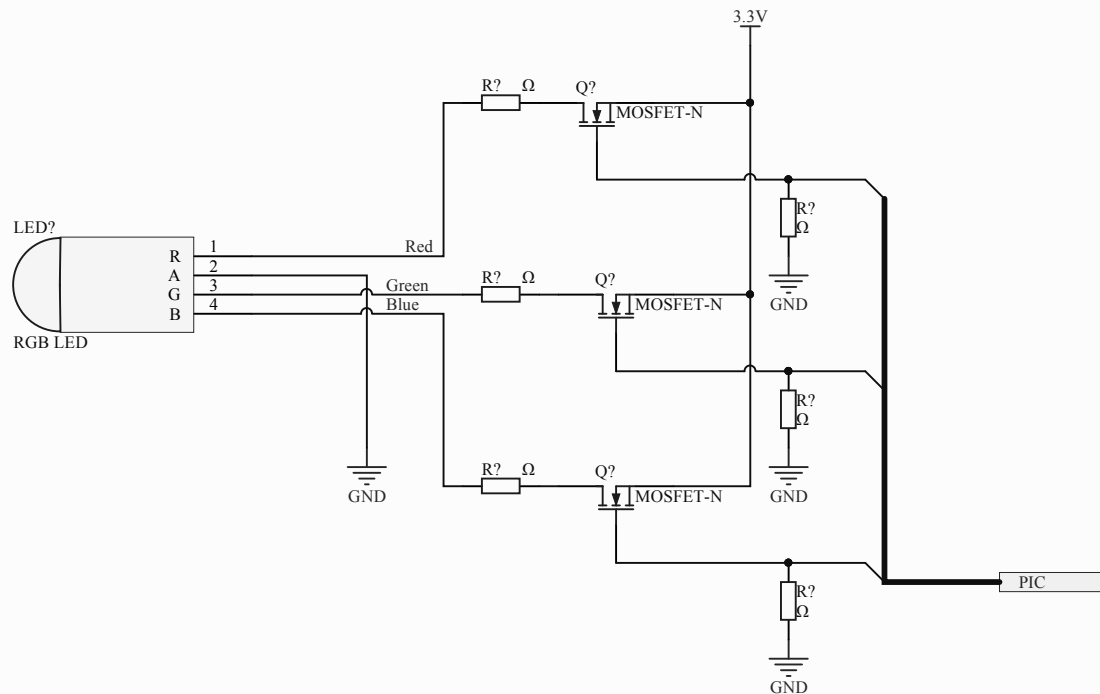 3.3V
R? Ω
Q?
MOSFET-N
R?
Ω
GND
LED?
R 1
A 2
G 3
B 4
RGB LED
Red
Green
Blue
R? Ω
Q?
MOSFET-N
R?
Ω
GND
GND
R? Ω
Q?
MOSFET-N
R?
Ω
GND
PIC